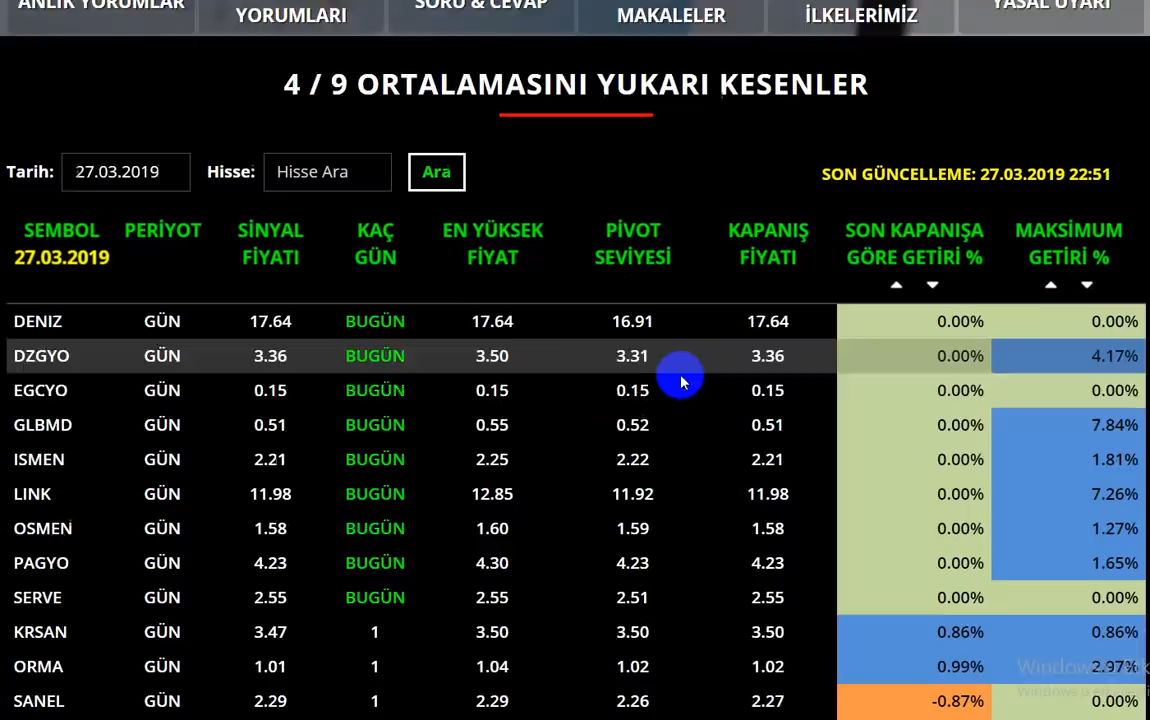 ANLIK YORUMLAR
YORUMLARI
SORU & CEVAP
MAKALELER
İLKELERİMİZ
YASAL UYARI
4 / 9 ORTALAMASINI YUKARI KESENLER
Tarih: 27.03.2019 Hisse: Hisse Ara Ara
SON GÜNCELLEME: 27.03.2019 22:51
SEMBOL PERİYOT SİNYAL KAÇ EN YÜKSEK PİVOT KAPANIŞ SON KAPANIŞA MAKSİMUM
27.03.2019 FİYATI GÜN FİYAT SEVİYESİ FİYATI GÖRE GETİRİ % GETİRİ %
DENIZ GÜN 17.64 BUGÜN 17.64 16.91 17.64 0.00% 0.00%
DZGYO GÜN 3.36 BUGÜN 3.50 3.31 3.36 0.00% 4.17%
EGCYO GÜN 0.15 BUGÜN 0.15 0.15 0.15 0.00% 0.00%
GLBMD GÜN 0.51 BUGÜN 0.55 0.52 0.51 0.00% 7.84%
ISMEN GÜN 2.21 BUGÜN 2.25 2.22 2.21 0.00% 1.81%
LINK GÜN 11.98 BUGÜN 12.85 11.92 11.98 0.00% 7.26%
OSMEN GÜN 1.58 BUGÜN 1.60 1.59 1.58 0.00% 1.27%
PAGYO GÜN 4.23 BUGÜN 4.30 4.23 4.23 0.00% 1.65%
SERVE GÜN 2.55 BUGÜN 2.55 2.51 2.55 0.00% 0.00%
KRSAN GÜN 3.47 1 3.50 3.50 3.50 0.86% 0.86%
ORMA GÜN 1.01 1 1.04 1.02 1.02 0.99% 2.97%
SANEL GÜN 2.29 1 2.29 2.26 2.27 -0.87% 0.00%